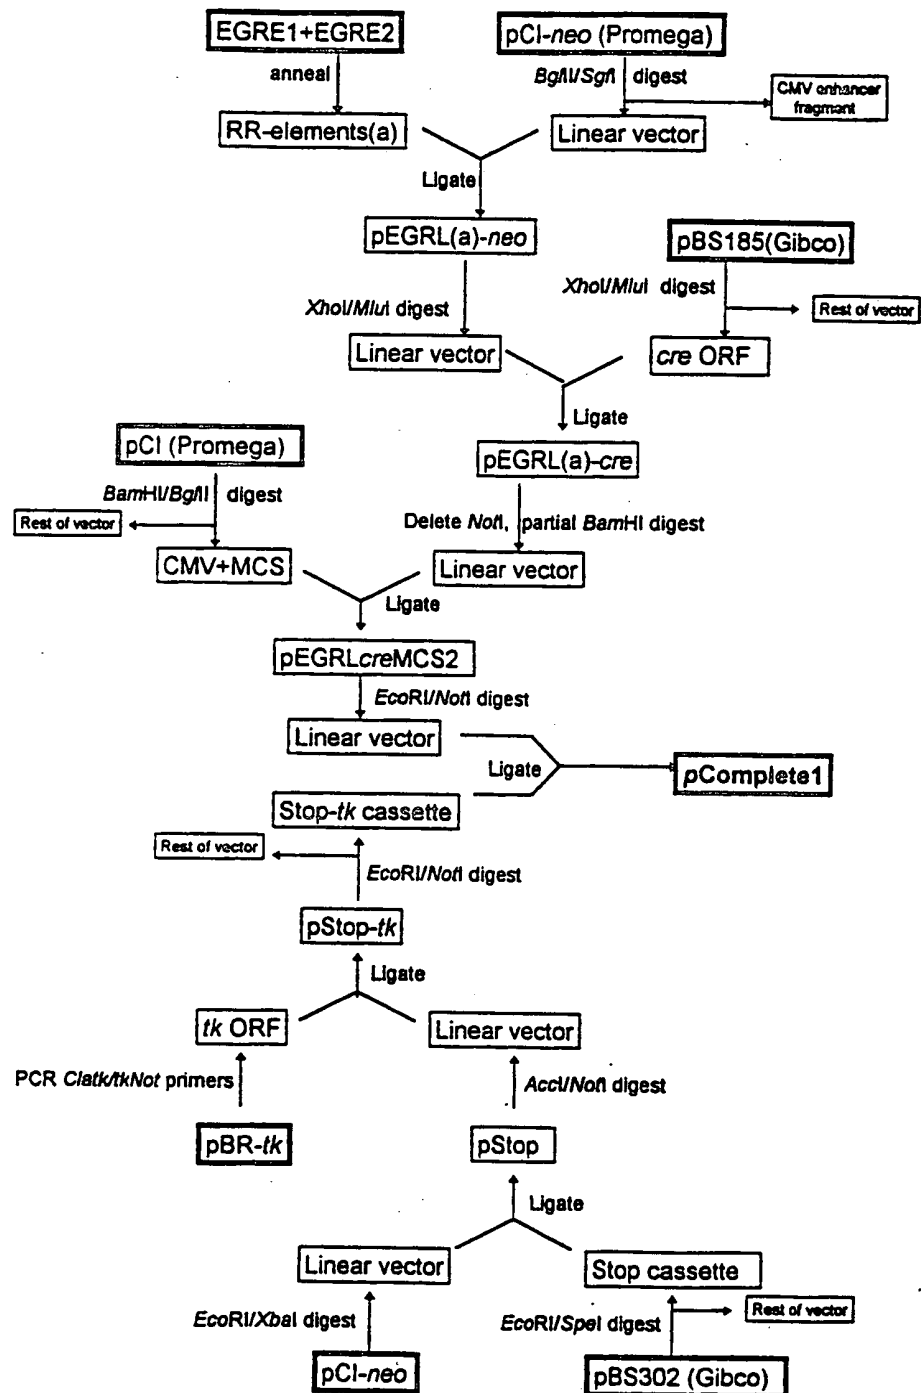 EGRE1+EGRE2
pCI-neo (Promega)
anneal
BglII/SgfI digest
CMV enhancer
fragment
RR-elements(a)
Linear vector
Ligate
pEGRL(a)-neo
pBS185(Gibco)
XhoI/MluI digest
XhoI/MluI digest
Rest of vector
Linear vector
cre ORF
Ligate
pCI (Promega)
pEGRL(a)-cre
BamHI/BglII digest
Rest of vector
Delete NotI, partial BamHI digest
CMV+MCS
Linear vector
Ligate
pEGRLcreMCS2
EcoRI/NotI digest
Linear vector
Ligate
pComplete1
Stop-tk cassette
Rest of vector
EcoRI/NotI digest
pStop-tk
Ligate
tk ORF
Linear vector
PCR Clatk/tkNot primers
AccI/NotI digest
pBR-tk
pStop
Ligate
Linear vector
Stop cassette
EcoRI/XbaI digest
EcoRI/SpeI digest
Rest of vector
pCI-neo
pBS302 (Gibco)